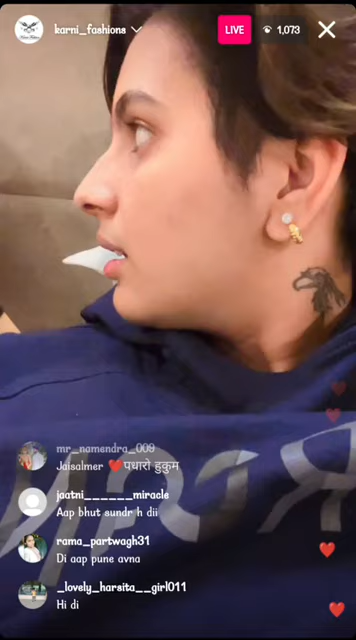 karni_fashions
LIVE
1,073
mr_namendra_009
Jaisalmer ❤️पधारो हुकुम
jaatni______miracle
Aap bhut sundr h dii
rama_partwagh31
Di aap pune avna
_lovely_harsita__girl011
Hi di